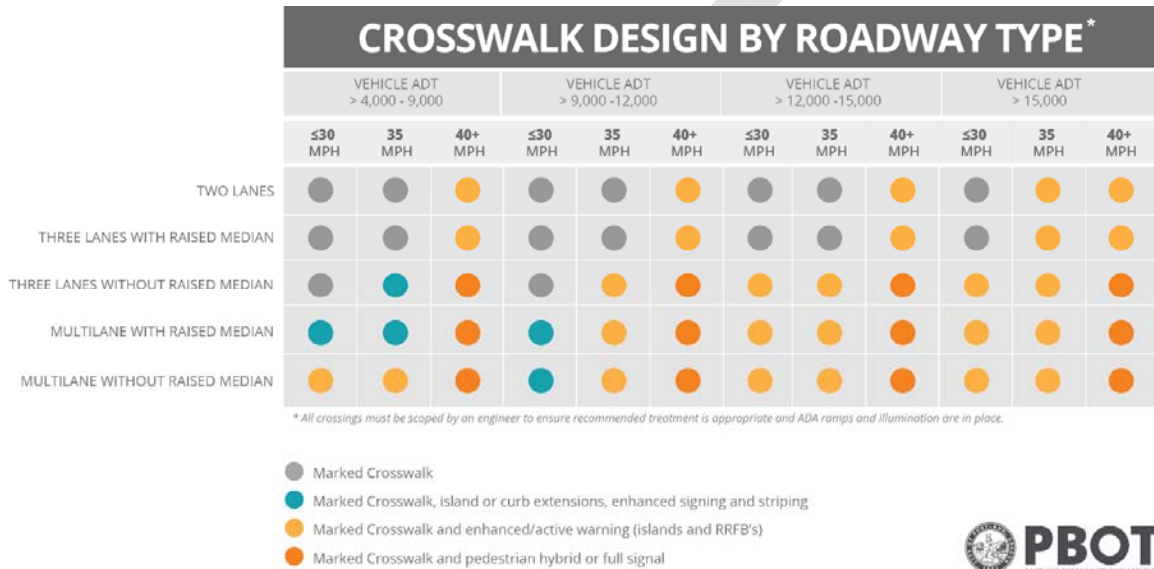 CROSSWALK DESIGN BY ROADWAY TYPE*
VEHICLE ADT VEHICLE ADT VEHICLE ADT VEHICLE ADT
> 4,000 - 9,000 > 9,000 -12,000 > 12,000 -15,000 > 15,000
≤30 35 40+ ≤30 35 40+ ≤30 35 40+ ≤30 35 40+
MPH MPH MPH MPH MPH MPH MPH MPH MPH MPH MPH MPH
TWO LANES
THREE LANES WITH RAISED MEDIAN
THREE LANES WITHOUT RAISED MEDIAN
MULTILANE WITH RAISED MEDIAN
MULTILANE WITHOUT RAISED MEDIAN
* All crossings must be scoped by an engineer to ensure recommended treatment is appropriate and ADA ramps and illumination are in place.
Marked Crosswalk
Marked Crosswalk, island or curb extensions, enhanced signing and striping
Marked Crosswalk and enhanced/active warning (islands and RRFB's)
Marked Crosswalk and pedestrian hybrid or full signal
PBOT